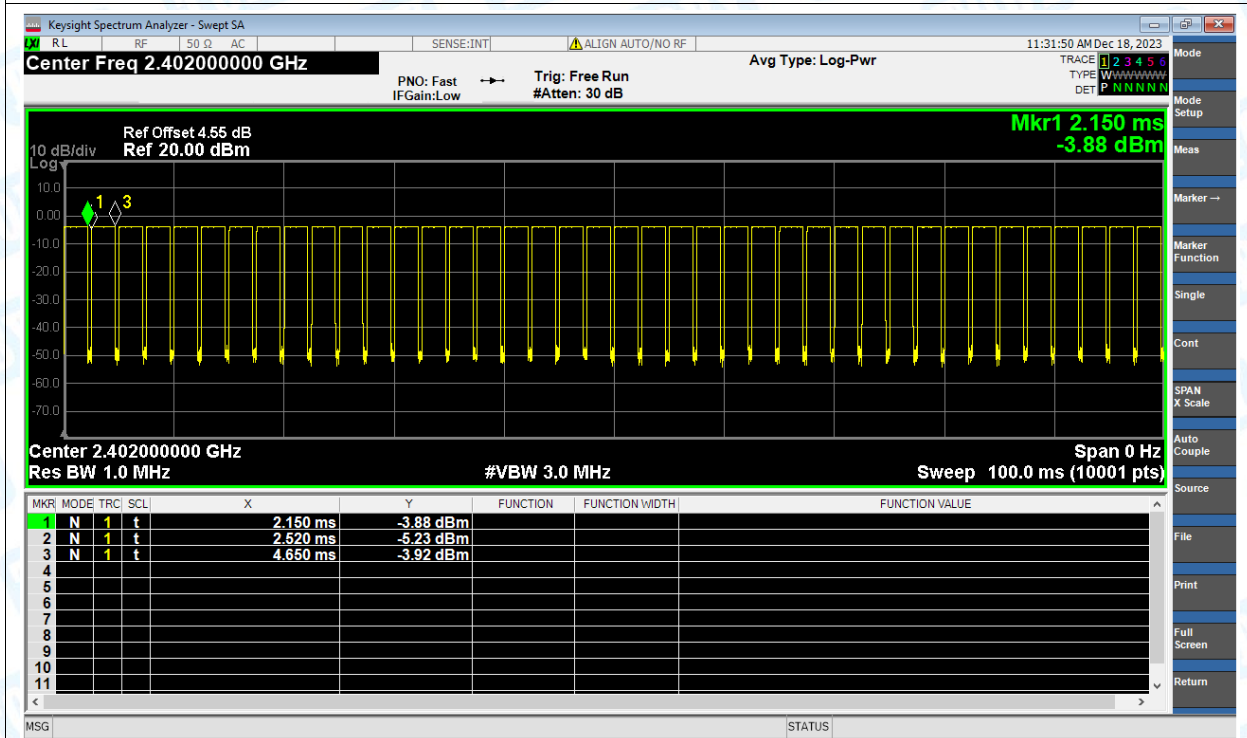 Keysight Spectrum Analyzer - Swept SA
LXI RL RF 50 Ω AC SENSE:INT ALIGN AUTO/NO RF 11:31:50 AM Dec 18, 2023
Center Freq 2.402000000 GHz
PNO: Fast
IFGain:Low
Trig: Free Run
#Atten: 30 dB
Avg Type: Log-Pwr
TRACE 1 2 3 4 5 6
TYPE WWWWWW
DET P N N N N N
Mkr1 2.150 ms
-3.88 dBm
Ref Offset 4.55 dB
10 dB/div Ref 20.00 dBm
Log
10.0
0.00
-10.0
-20.0
-30.0
-40.0
-50.0
-60.0
-70.0
1 3
Center 2.402000000 GHz Span 0 Hz
Res BW 1.0 MHz #VBW 3.0 MHz Sweep 100.0 ms (10001 pts)
MKR MODE TRC SCL X Y FUNCTION FUNCTION WIDTH FUNCTION VALUE
1 N 1 t 2.150 ms -3.88 dBm
2 N 1 t 2.520 ms -5.23 dBm
3 N 1 t 4.650 ms -3.92 dBm
4
5
6
7
8
9
10
11
MSG STATUS
Mode
Mode
Setup
Meas
Marker →
Marker
Function
Single
Cont
SPAN
X Scale
Auto
Couple
Source
File
Print
Full
Screen
Return